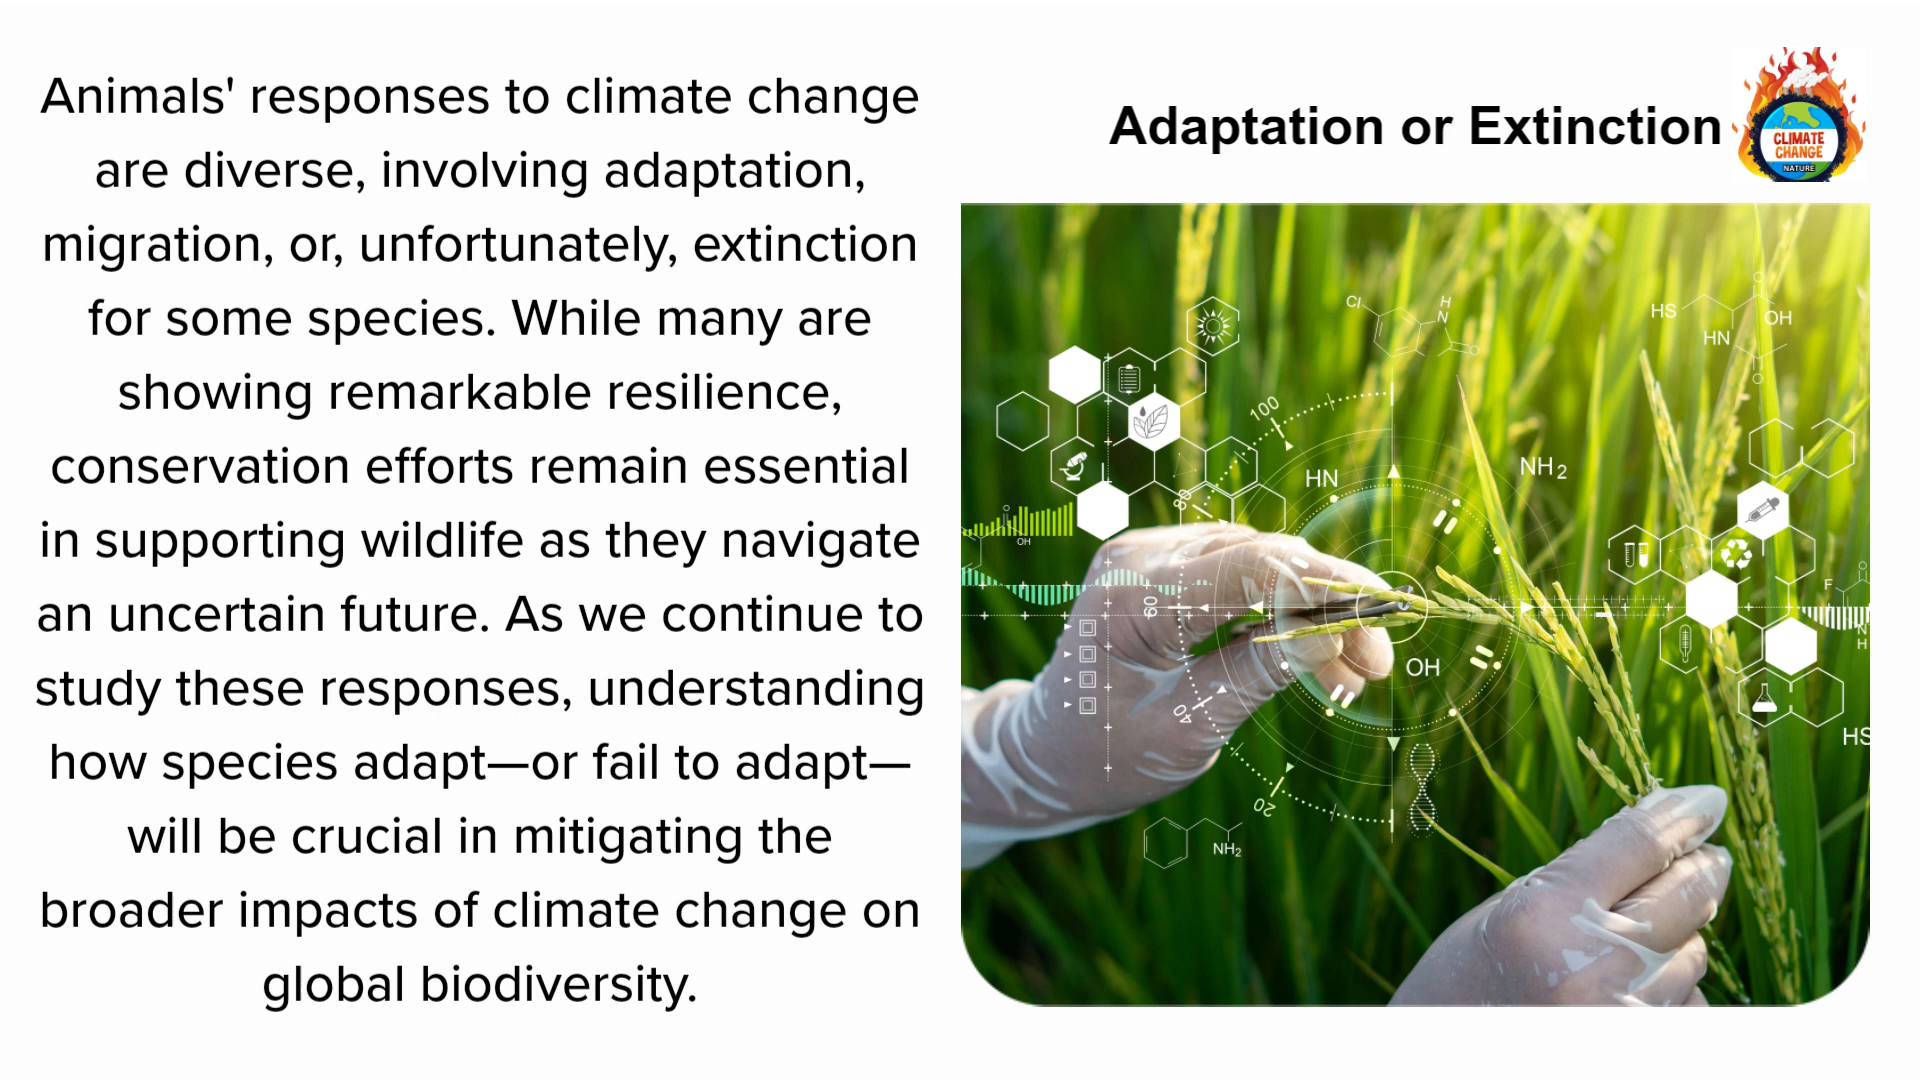 Animals' responses to climate change
are diverse, involving adaptation,
migration, or, unfortunately, extinction
for some species. While many are
showing remarkable resilience,
conservation efforts remain essential
in supporting wildlife as they navigate
an uncertain future. As we continue to
study these responses, understanding
how species adapt—or fail to adapt—
will be crucial in mitigating the
broader impacts of climate change on
global biodiversity.
Adaptation or Extinction
CLIMATE
CHANGE
NATURE
Cl
H
N
O
HS
O
OH
HN
O
100
80
60
40
20
HN
NH2
OH
OH
NH2
F
O
N
H
HS